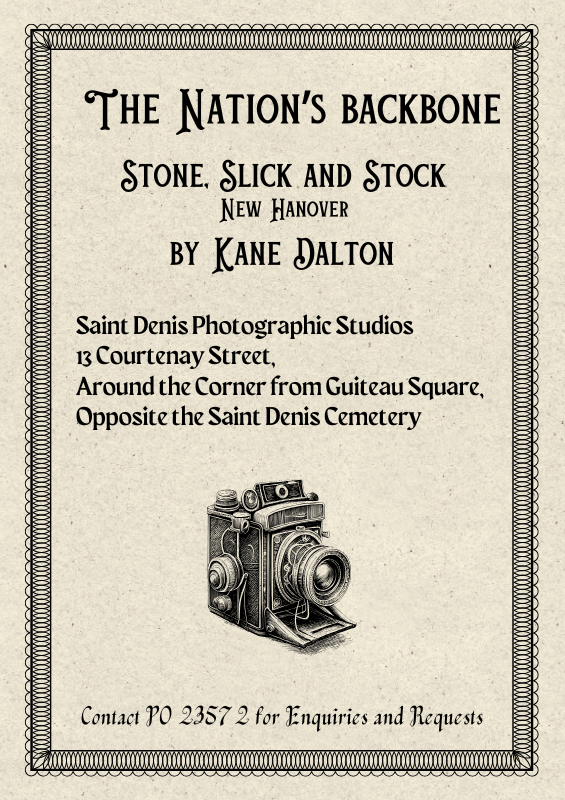 The Nation's backbone
Stone, Slick and Stock
New Hanover
by Kane Dalton
Saint Denis Photographic Studios
13 Courtenay Street,
Around the Corner from Guiteau Square,
Opposite the Saint Denis Cemetery
Contact PO 2357 2 for Enquiries and Requests